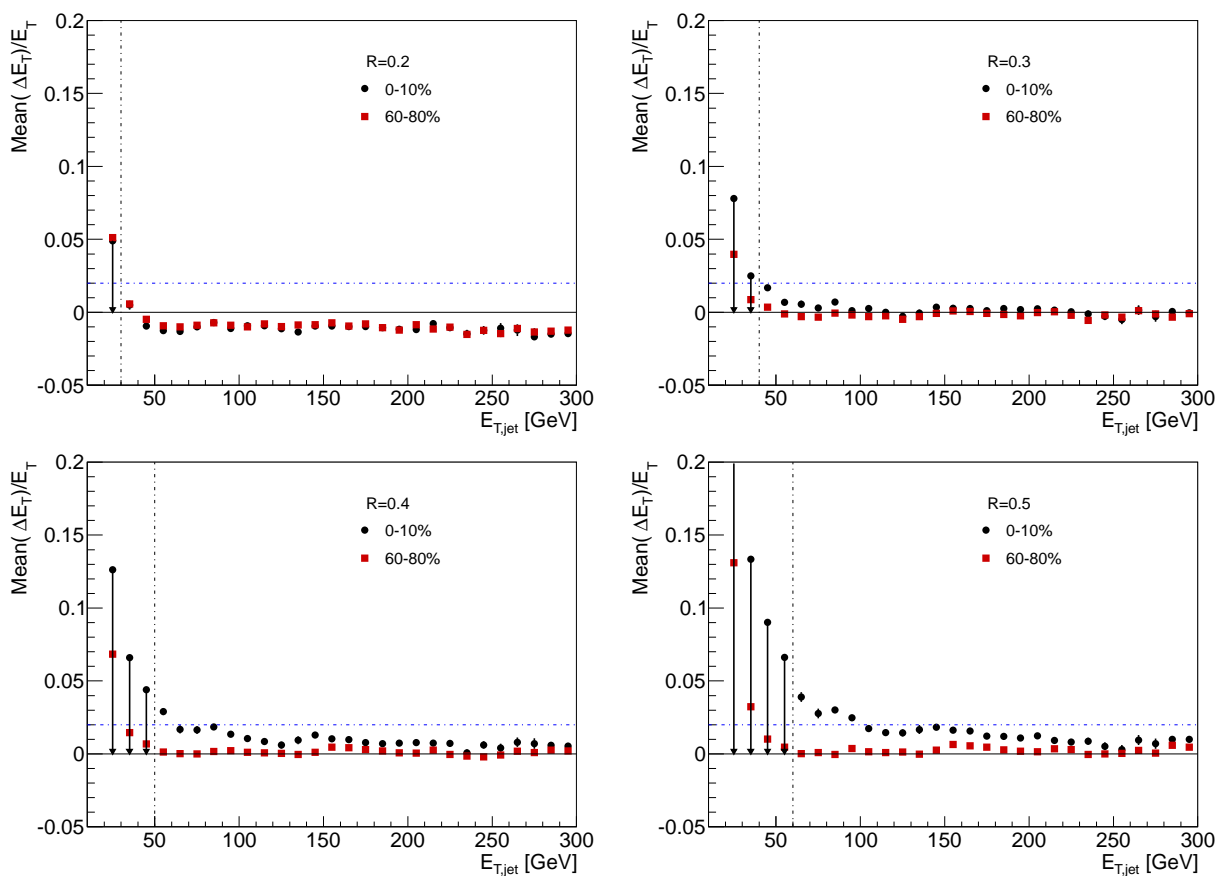 Mean( ΔE_T)/E_T
0.2
0.15
0.1
0.05
0
-0.05
R=0.2
0-10%
60-80%
50 100 150 200 250 300
E_T,jet [GeV]
Mean( ΔE_T)/E_T
0.2
0.15
0.1
0.05
0
-0.05
R=0.3
0-10%
60-80%
50 100 150 200 250 300
E_T,jet [GeV]
Mean( ΔE_T)/E_T
0.2
0.15
0.1
0.05
0
-0.05
R=0.4
0-10%
60-80%
50 100 150 200 250 300
E_T,jet [GeV]
Mean( ΔE_T)/E_T
0.2
0.15
0.1
0.05
0
-0.05
R=0.5
0-10%
60-80%
50 100 150 200 250 300
E_T,jet [GeV]